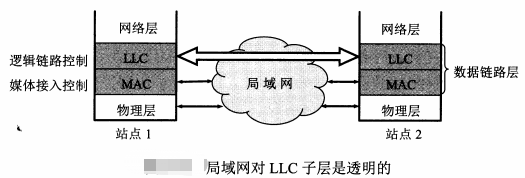 网络层
网络层
逻辑链路控制
LLC
LLC
数据链路层
媒体接入控制
MAC
局域网
MAC
物理层
物理层
站点 1
站点 2
局域网对 LLC 子层是透明的